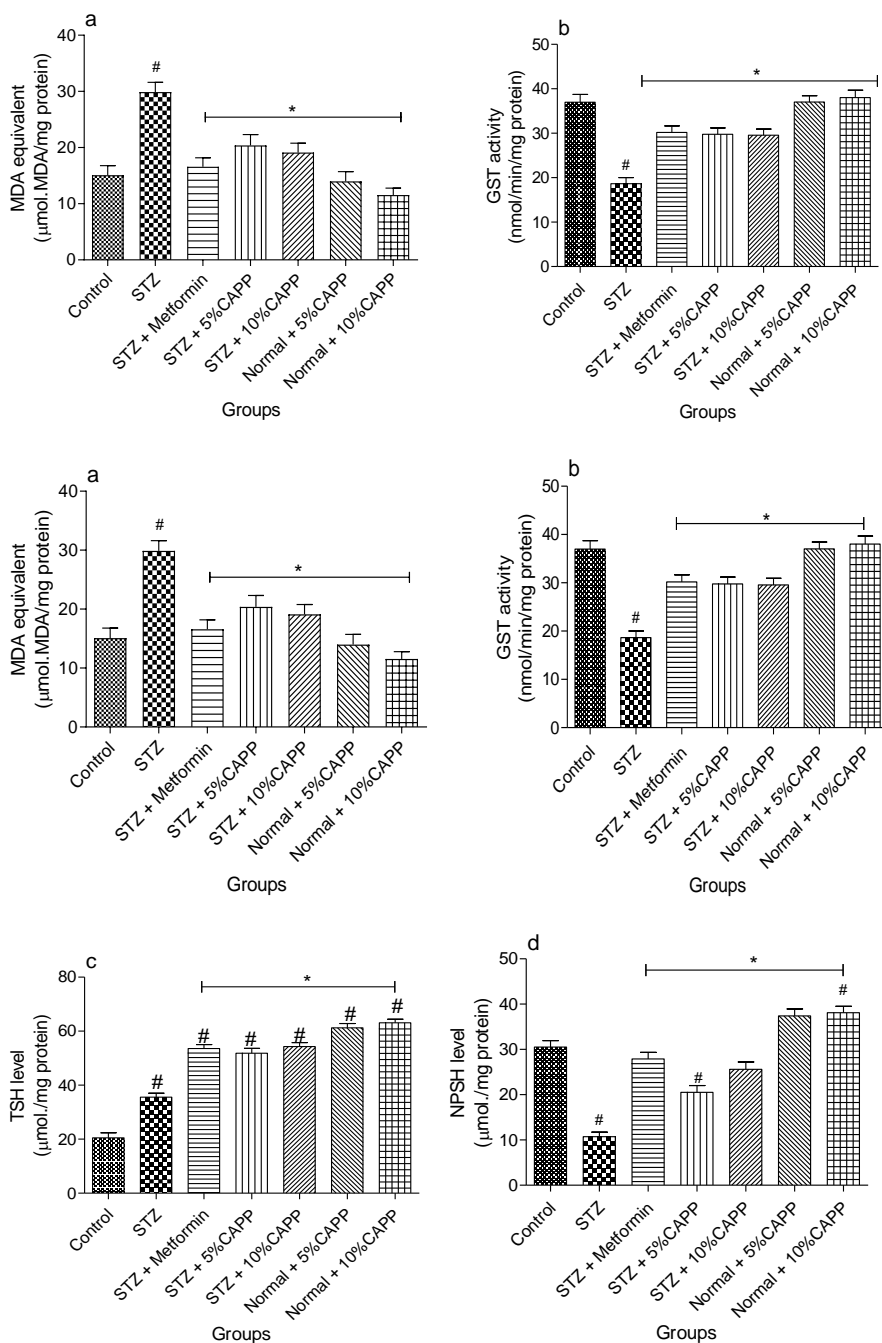 a
MDA equivalent
(μmol.MDA/mg protein)
40
30
20
10
0
#
*
Control
STZ
STZ + Metformin
STZ + 5%CAPP
STZ + 10%CAPP
Normal + 5%CAPP
Normal + 10%CAPP
Groups
b
GST activity
(nmol/min/mg protein)
50
40
30
20
10
0
#
*
Control
STZ
STZ + Metformin
STZ + 5%CAPP
STZ + 10%CAPP
Normal + 5%CAPP
Normal + 10%CAPP
Groups
a
MDA equivalent
(μmol.MDA/mg protein)
40
30
20
10
0
#
*
Control
STZ
STZ + Metformin
STZ + 5%CAPP
STZ + 10%CAPP
Normal + 5%CAPP
Normal + 10%CAPP
Groups
b
GST activity
(nmol/min/mg protein)
50
40
30
20
10
0
#
*
Control
STZ
STZ + Metformin
STZ + 5%CAPP
STZ + 10%CAPP
Normal + 5%CAPP
Normal + 10%CAPP
Groups
c
TSH level
(μmol./mg protein)
80
60
40
20
0
*
#
#
#
#
#
#
Control
STZ
STZ + Metformin
STZ + 5%CAPP
STZ + 10%CAPP
Normal + 5%CAPP
Normal + 10%CAPP
d
NPSH level
(μmol./mg protein)
50
40
30
20
10
0
*
#
#
#
Control
STZ
STZ + Metformin
STZ + 5%CAPP
STZ + 10%CAPP
Normal + 5%CAPP
Normal + 10%CAPP